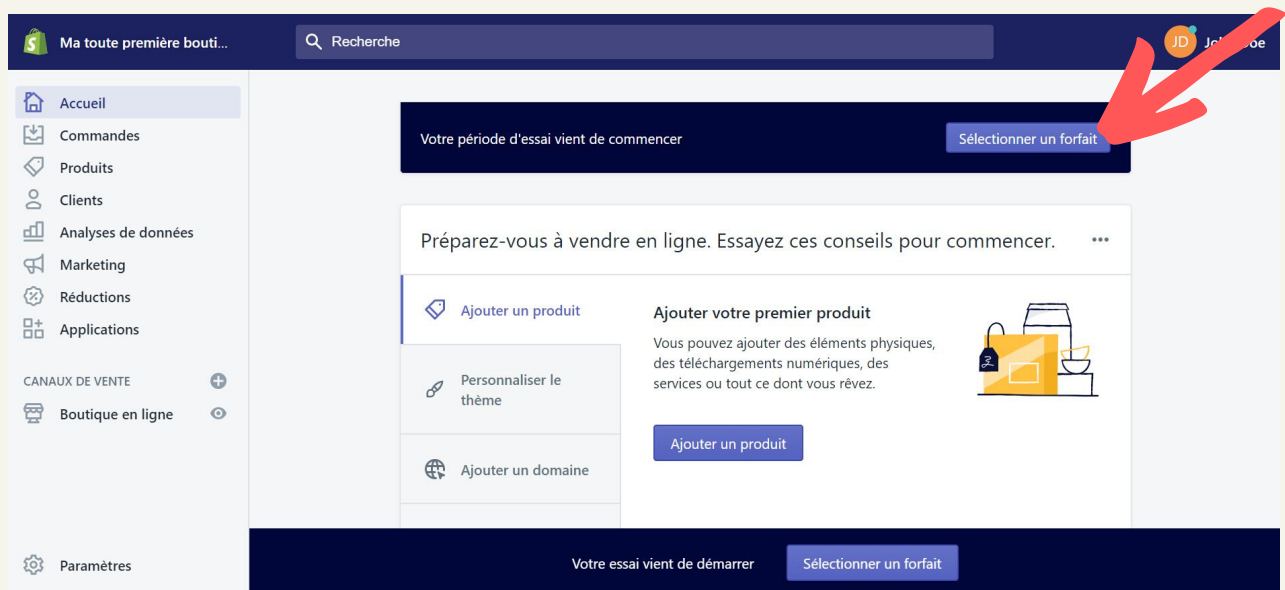 Ma toute première bouti...
Recherche
JD
Accueil
Commandes
Produits
Clients
Analyses de données
Marketing
Réductions
Applications
CANAUX DE VENTE
Boutique en ligne
Paramètres
Votre période d'essai vient de commencer
Sélectionner un forfait
Préparez-vous à vendre en ligne. Essayez ces conseils pour commencer.
Ajouter un produit
Personnaliser le
thème
Ajouter un domaine
Ajouter votre premier produit
Vous pouvez ajouter des éléments physiques,
des téléchargements numériques, des
services ou tout ce dont vous rêvez.
Ajouter un produit
Votre essai vient de démarrer
Sélectionner un forfait